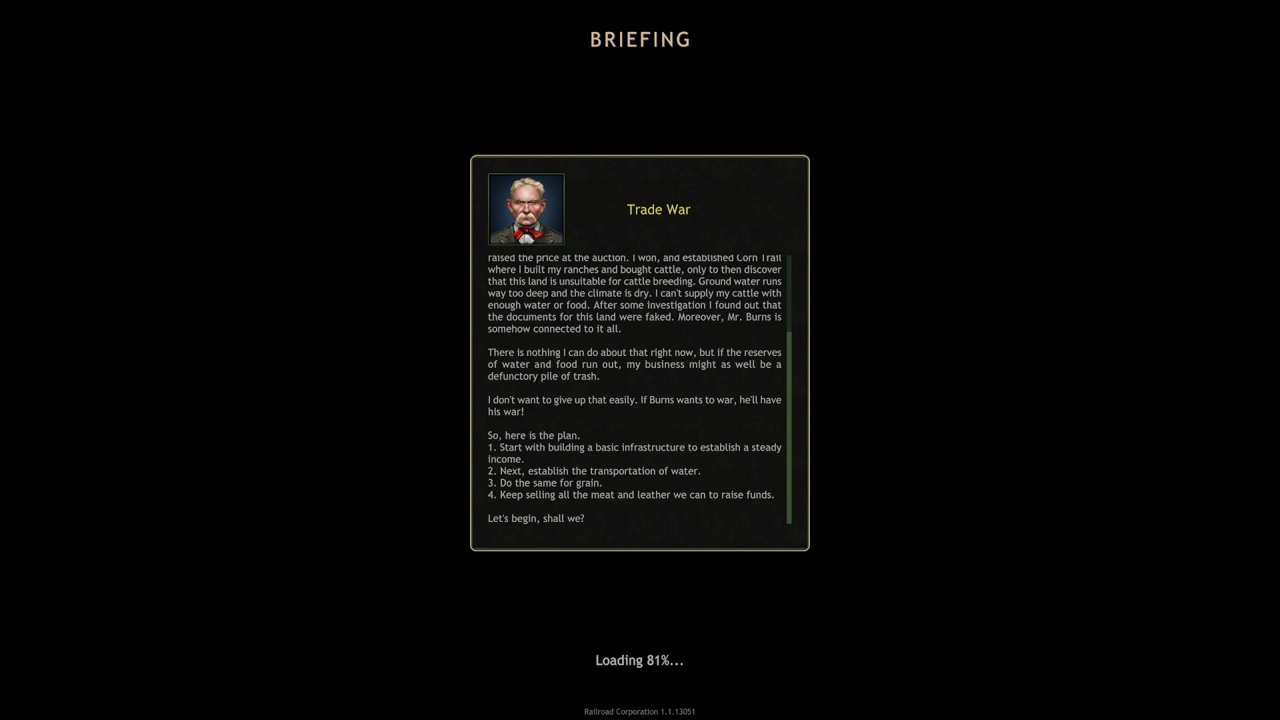 BRIEFING
Trade War
raised the price at the auction. I won, and established Corn Trail
where I built my ranches and bought cattle, only to then discover
that this land is unsuitable for cattle breeding. Ground water runs
way too deep and the climate is dry. I can't supply my cattle with
enough water or food. After some investigation I found out that
the documents for this land were faked. Moreover, Mr. Burns is
somehow connected to it all.
There is nothing I can do about that right now, but if the reserves
of water and food run out, my business might as well be a
defunctory pile of trash.
I don't want to give up that easily. If Burns wants to war, he'll have
his war!
So, here is the plan.
1. Start with building a basic infrastructure to establish a steady
income.
2. Next, establish the transportation of water.
3. Do the same for grain.
4. Keep selling all the meat and leather we can to raise funds.
Let's begin, shall we?
Loading 81%...
Railroad Corporation 1.1.13051